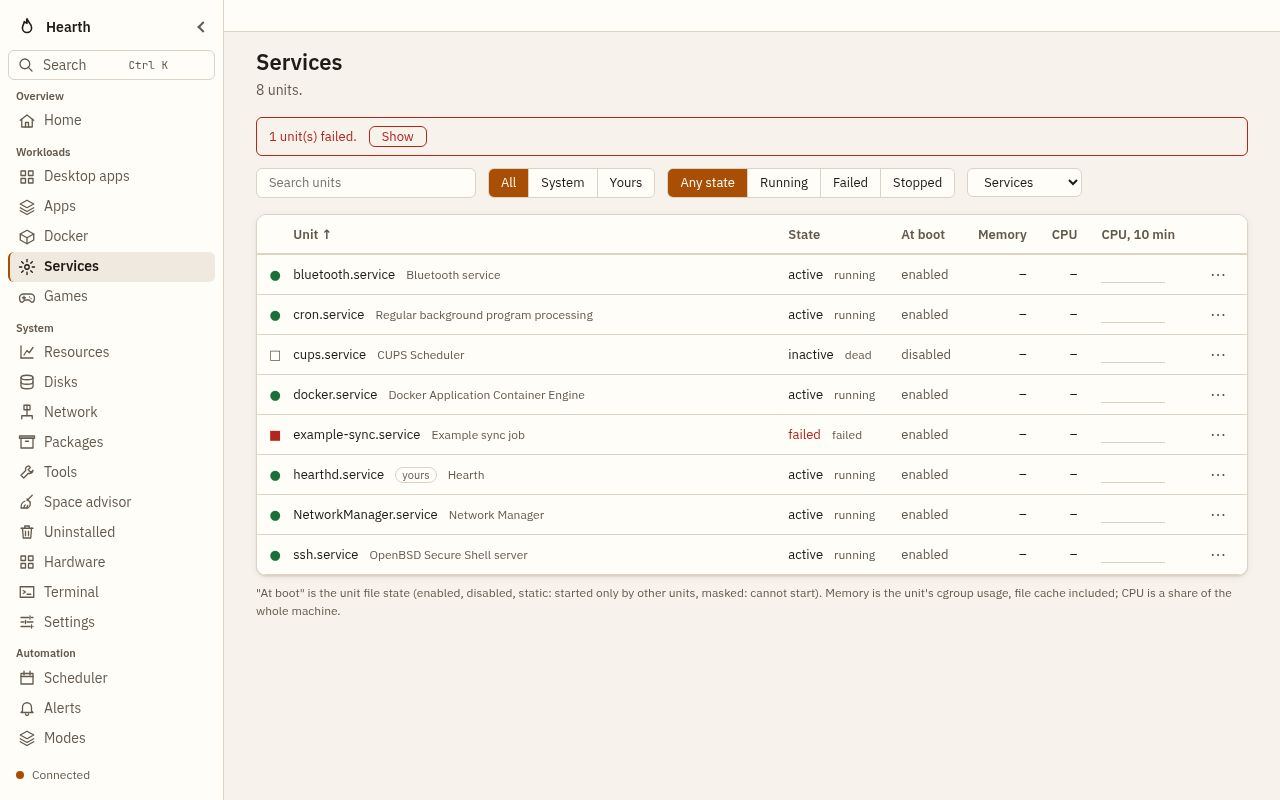 Hearth
Search Ctrl K
Overview
Home
Workloads
Desktop apps
Apps
Docker
Services
Games
System
Resources
Disks
Network
Packages
Tools
Space advisor
Uninstalled
Hardware
Terminal
Settings
Automation
Scheduler
Alerts
Modes
Connected
Services
8 units.
1 unit(s) failed. Show
Search units All System Yours Any state Running Failed Stopped Services
Unit ↑ State At boot Memory CPU CPU, 10 min
bluetooth.service Bluetooth service active running enabled – – ···
cron.service Regular background program processing active running enabled – – ···
cups.service CUPS Scheduler inactive dead disabled – – ···
docker.service Docker Application Container Engine active running enabled – – ···
example-sync.service Example sync job failed failed enabled – – ···
hearthd.service yours Hearth active running enabled – – ···
NetworkManager.service Network Manager active running enabled – – ···
ssh.service OpenBSD Secure Shell server active running enabled – – ···
"At boot" is the unit file state (enabled, disabled, static: started only by other units, masked: cannot start). Memory is the unit's cgroup usage, file cache included; CPU is a share of the
whole machine.